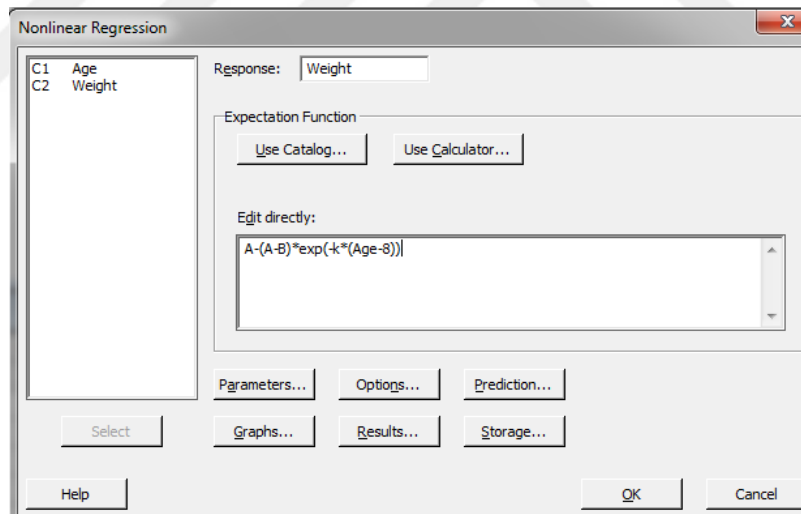 Nonlinear Regression
X
C1 Age
C2 Weight
Response: Weight
Expectation Function
Use Catalog...
Use Calculator...
Edit directly:
A-(A-B)*exp(-k*(Age-8))
Parameters...
Options...
Prediction...
Select
Graphs...
Results...
Storage...
Help
OK
Cancel